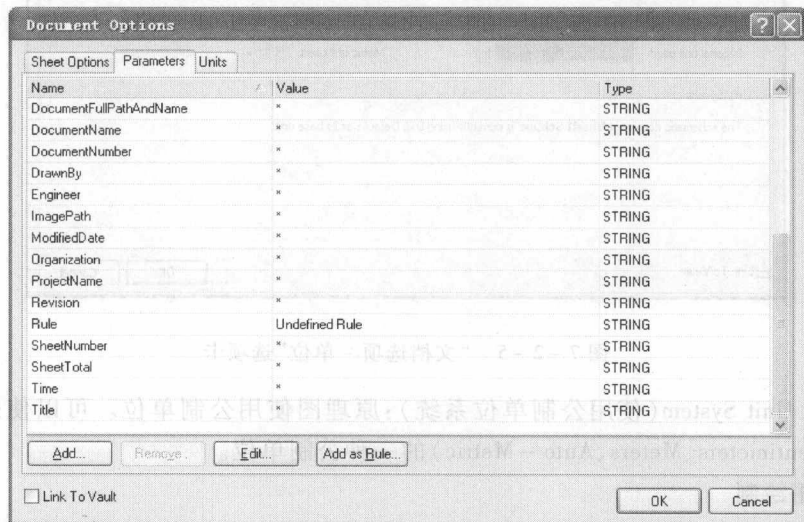 Document Options
Sheet Options Parameters Units
Name Value Type
DocumentFullPathAndName * STRING
DocumentName * STRING
DocumentNumber * STRING
DrawnBy * STRING
Engineer * STRING
ImagePath * STRING
ModifiedDate * STRING
Organization * STRING
ProjectName * STRING
Revision * STRING
Rule Undefined Rule STRING
SheetNumber * STRING
SheetTotal * STRING
Time * STRING
Title * STRING
Add... Remove... Edit... Add as Rule...
Link To Vault
OK Cancel